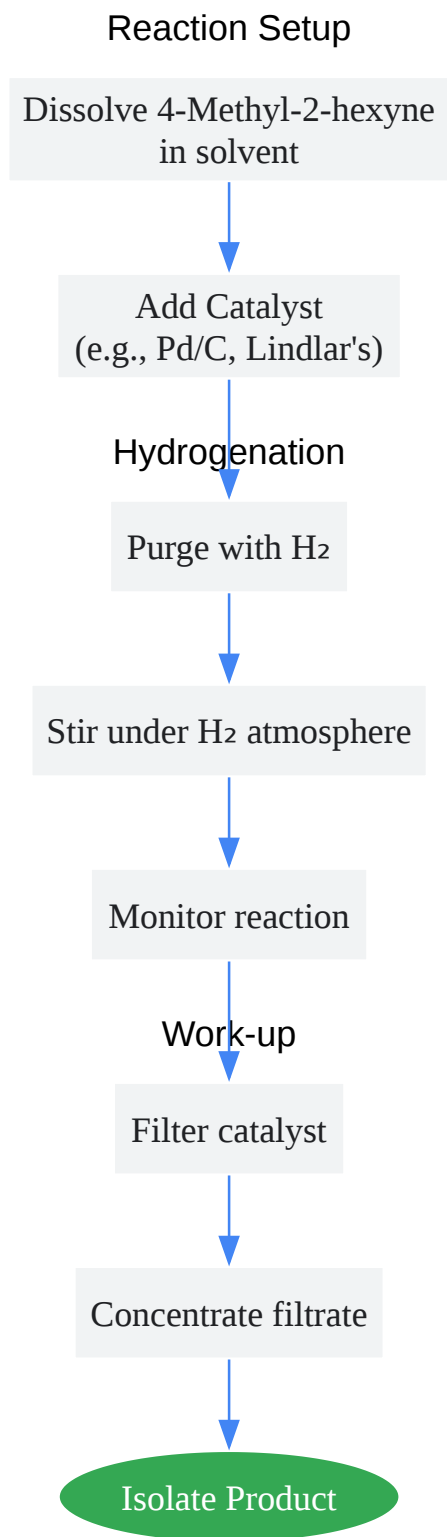 Reaction Setup
Dissolve 4-Methyl-2-hexyne
in solvent
Add Catalyst
(e.g., Pd/C, Lindlar's)
Hydrogenation
Purge with H₂
Stir under H₂ atmosphere
Monitor reaction
Work-up
Filter catalyst
Concentrate filtrate
Isolate Product